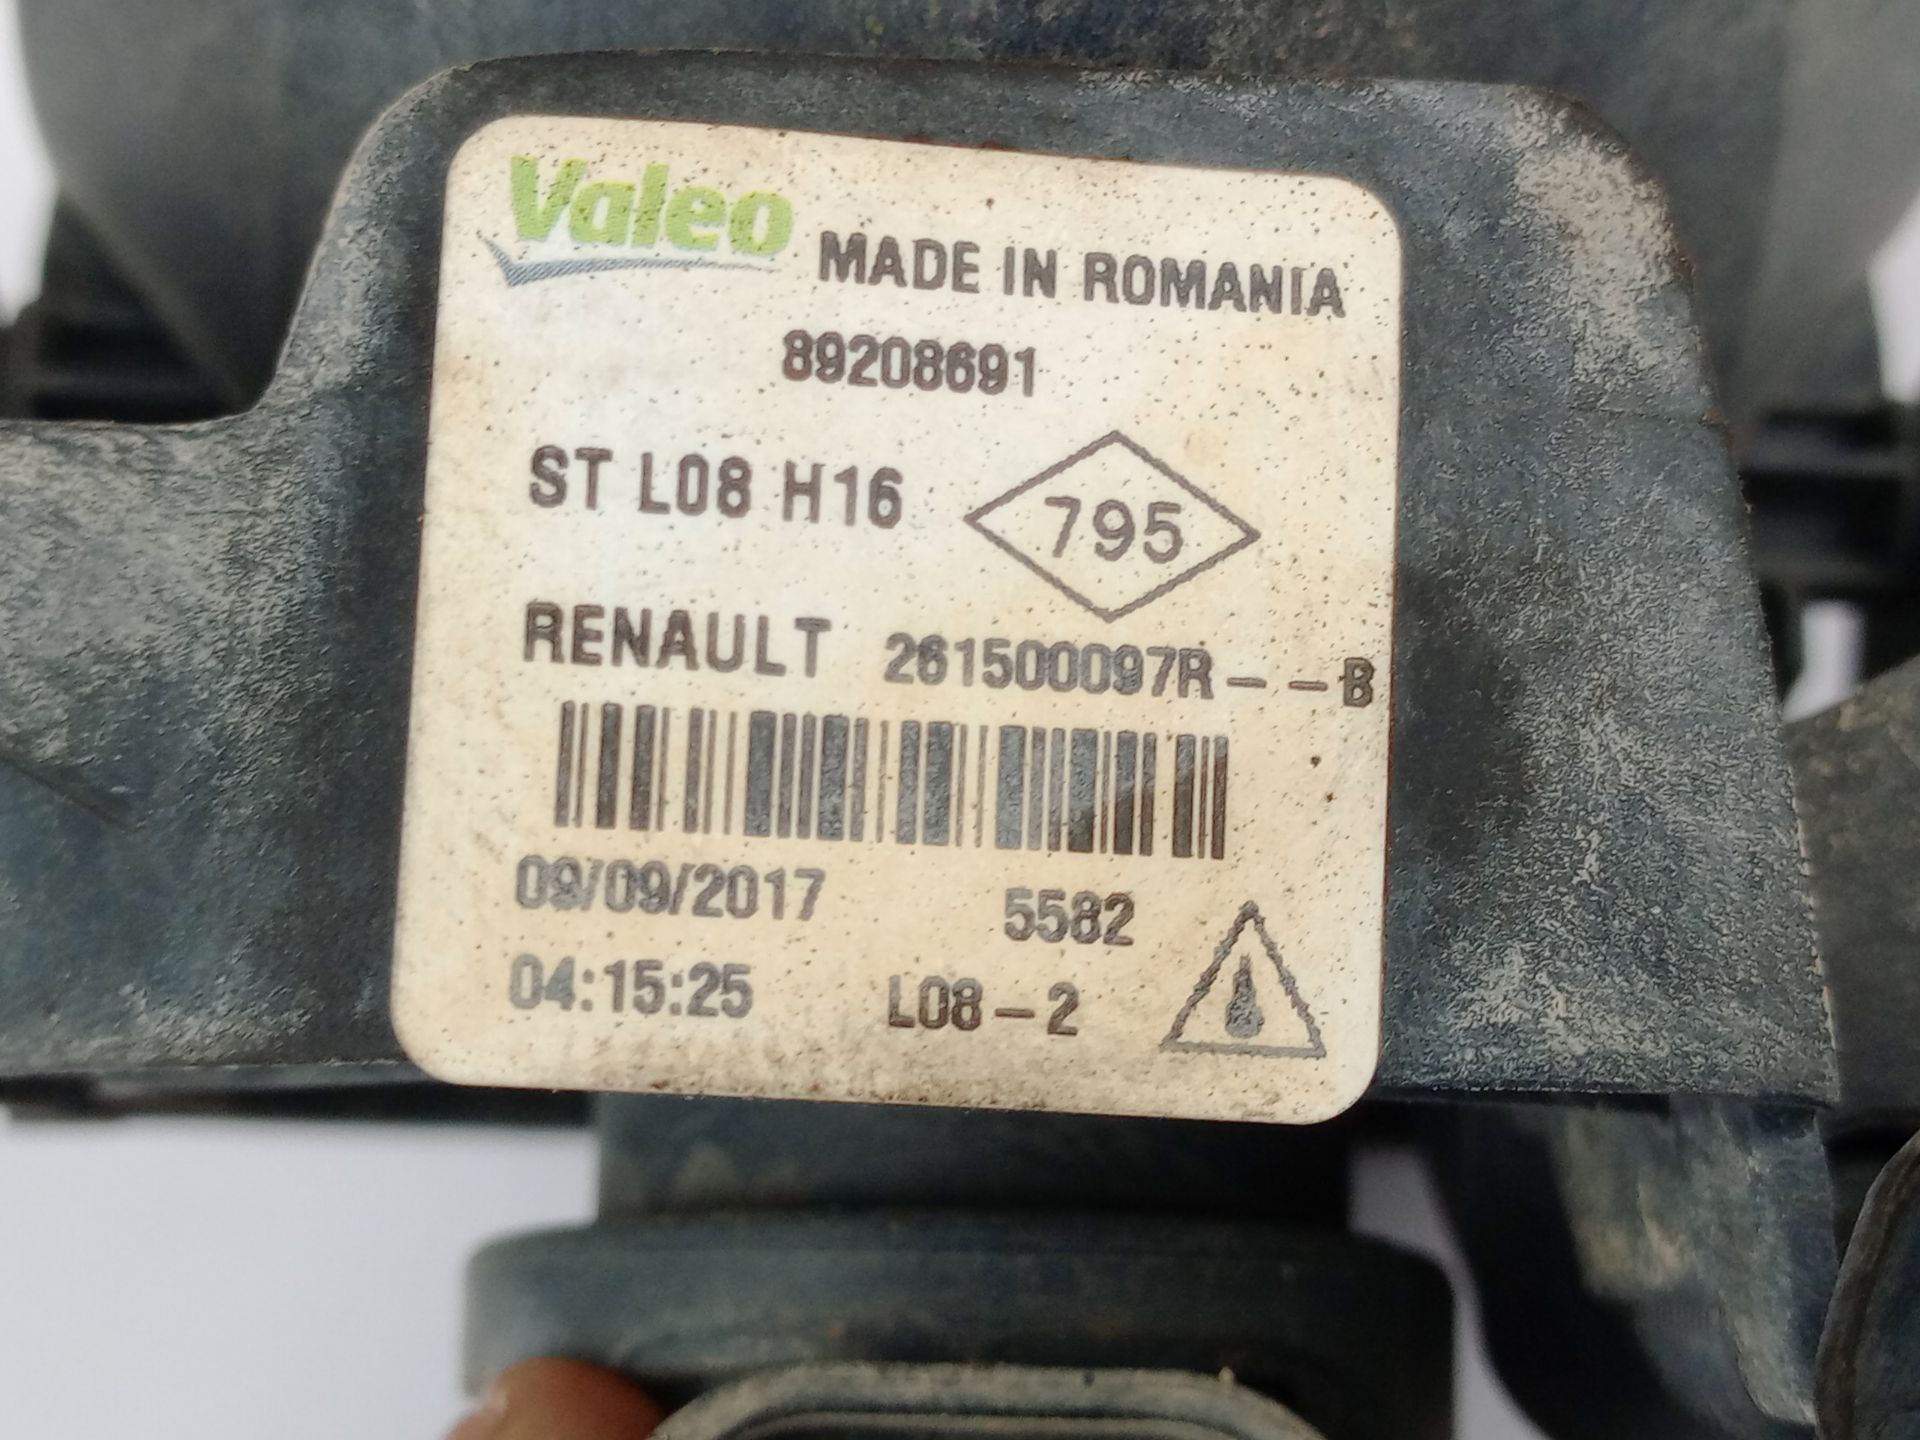 Valeo MADE IN ROMANIA
89208691
ST L08 H16 795
RENAULT 261500097R--B
09/09/2017 5582
04:15:25 L08-2